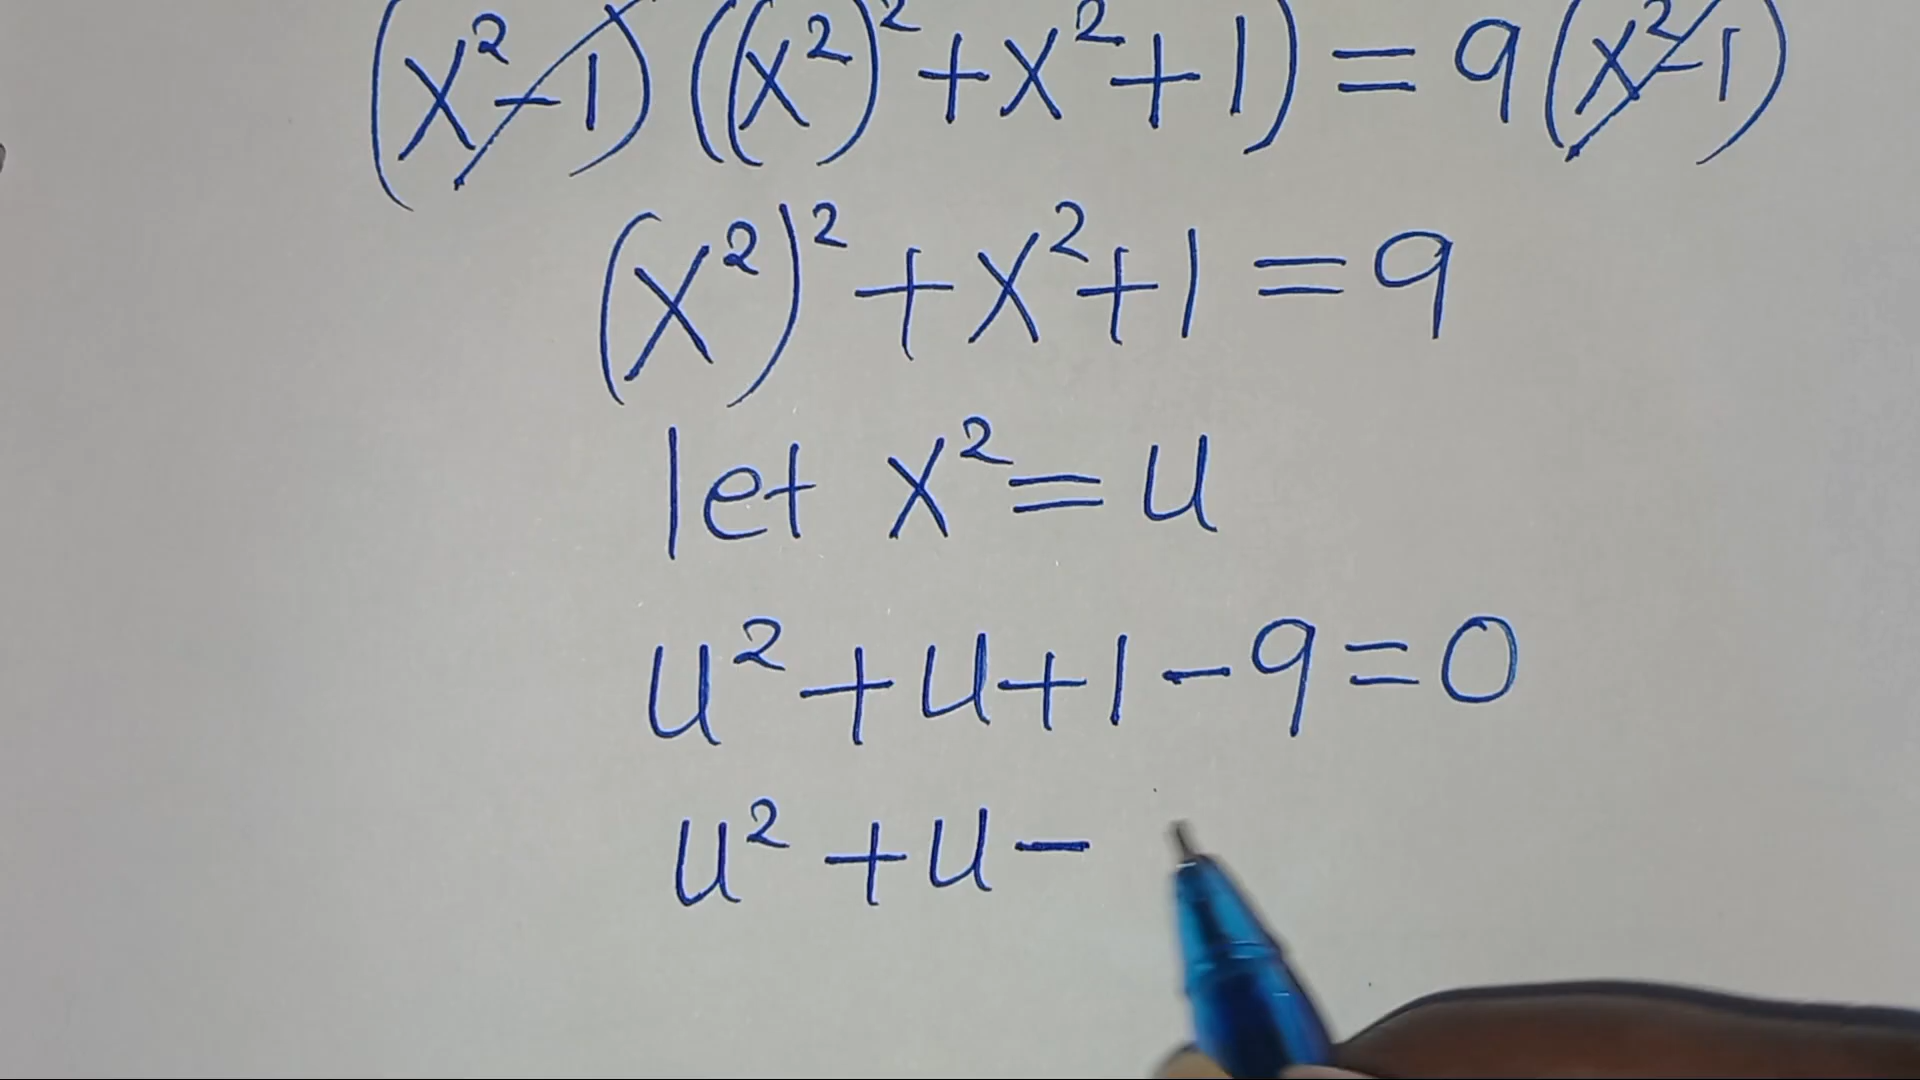 (x²-1)((x²)²+x²+1)=9(x²-1)
(x²)²+x²+1=9
let x²=u
u²+u+1-9=0
u²+u-